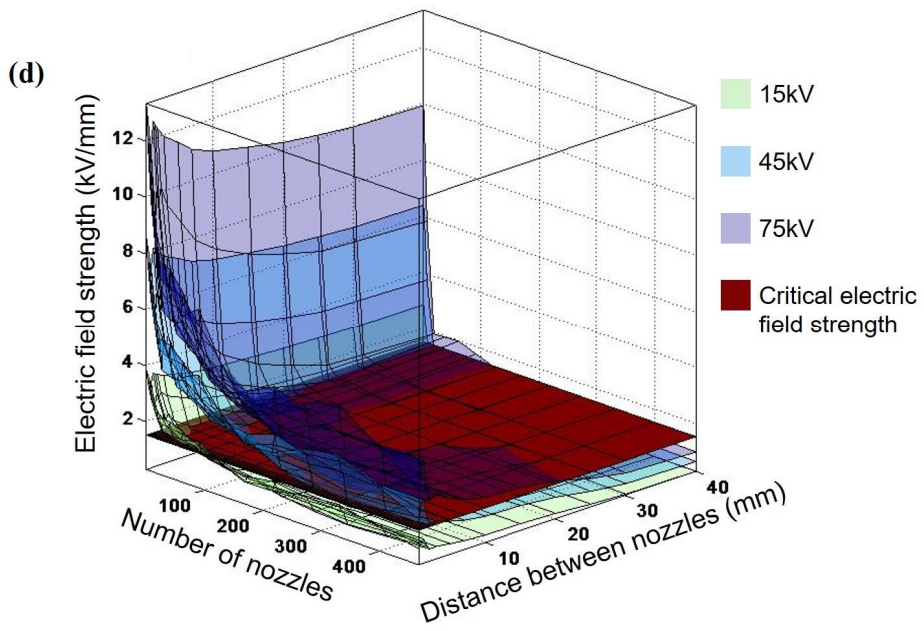 (d)
Electric field strength (kV/mm)
12
10
8
6
4
2
100
200
300
400
Number of nozzles
10
20
30
40
Distance between nozzles (mm)
15kV
45kV
75kV
Critical electric
field strength